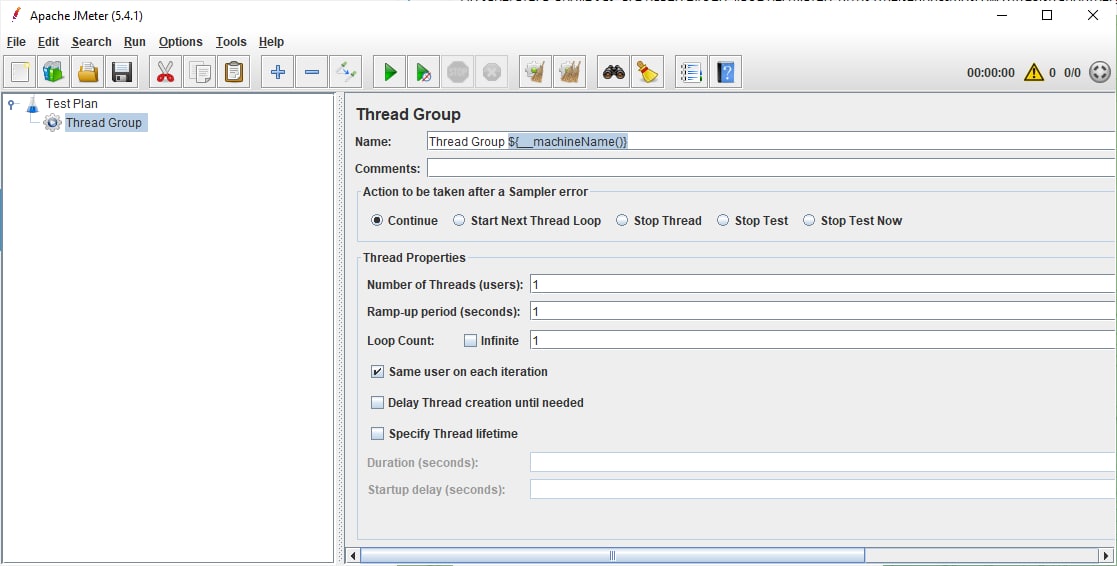 Apache JMeter (5.4.1)
File Edit Search Run Options Tools Help
STOP 00:00:00 0 0/0
Test Plan
Thread Group
Thread Group
Name: Thread Group ${__machineName()}
Comments:
Action to be taken after a Sampler error
Continue Start Next Thread Loop Stop Thread Stop Test Stop Test Now
Thread Properties
Number of Threads (users): 1
Ramp-up period (seconds): 1
Loop Count: Infinite 1
Same user on each iteration
Delay Thread creation until needed
Specify Thread lifetime
Duration (seconds):
Startup delay (seconds):